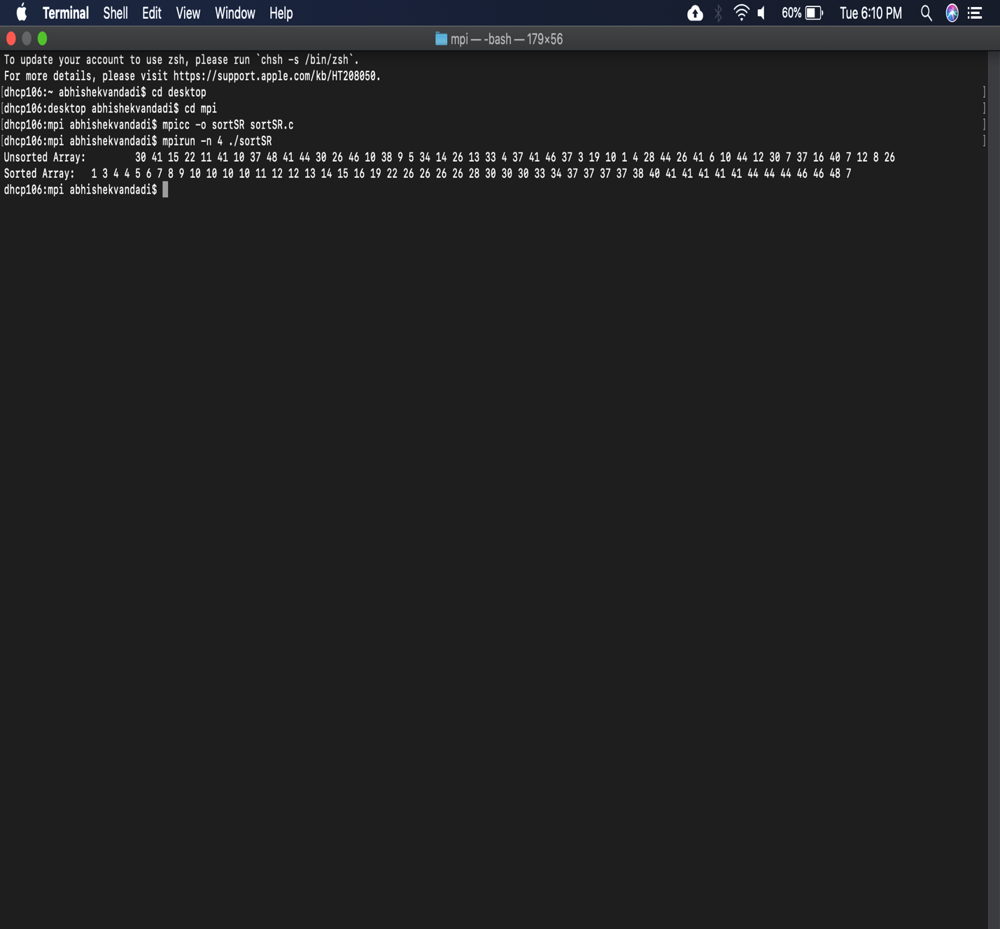 Terminal Shell Edit View Window Help 60% Tue 6:10 PM
mpi — -bash — 179×56
To update your account to use zsh, please run `chsh -s /bin/zsh`.
For more details, please visit https://support.apple.com/kb/HT208050.
[dhcp106:~ abhishekvandadi$ cd desktop ]
[dhcp106:desktop abhishekvandadi$ cd mpi ]
[dhcp106:mpi abhishekvandadi$ mpicc -o sortSR sortSR.c ]
[dhcp106:mpi abhishekvandadi$ mpirun -n 4 ./sortSR ]
Unsorted Array: 30 41 15 22 11 41 10 37 48 41 44 30 26 46 10 38 9 5 34 14 26 13 33 4 37 41 46 37 3 19 10 1 4 28 44 26 41 6 10 44 12 30 7 37 16 40 7 12 8 26
Sorted Array: 1 3 4 4 5 6 7 8 9 10 10 10 10 11 12 12 13 14 15 16 19 22 26 26 26 26 28 30 30 30 33 34 37 37 37 37 38 40 41 41 41 41 41 44 44 44 46 46 48 7
dhcp106:mpi abhishekvandadi$